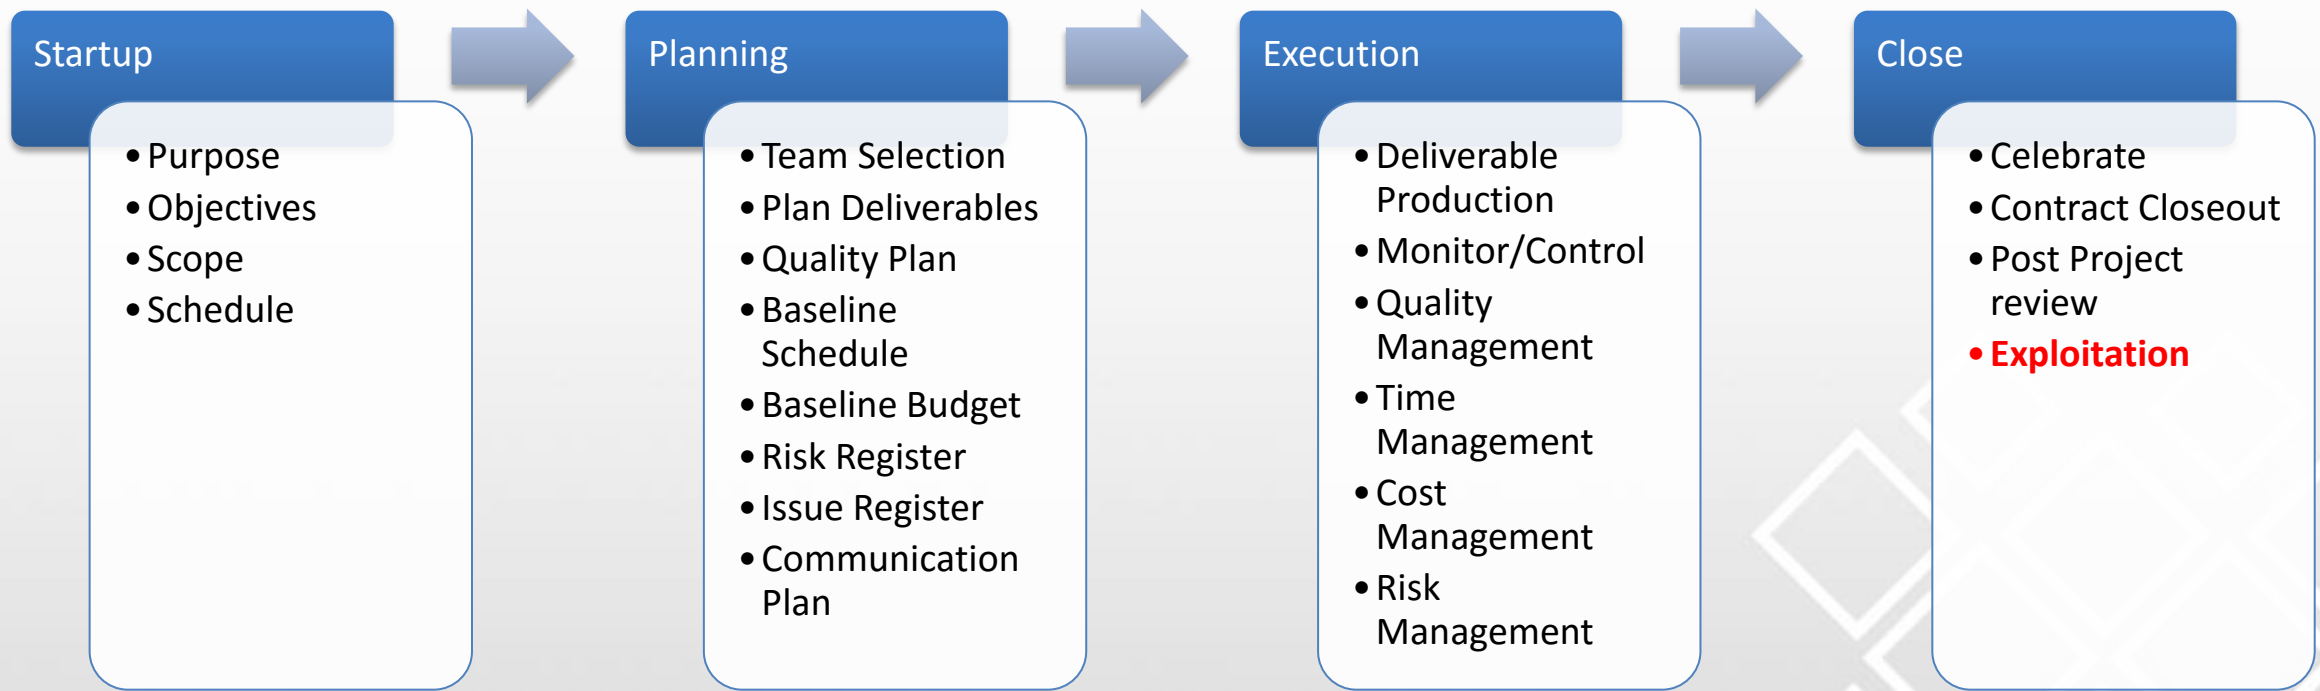 Startup
• Purpose
• Objectives
• Scope
• Schedule
Planning
• Team Selection
• Plan Deliverables
• Quality Plan
• Baseline
Schedule
• Baseline Budget
• Risk Register
• Issue Register
• Communication
Plan
Execution
• Deliverable
Production
• Monitor/Control
• Quality
Management
• Time
Management
• Cost
Management
• Risk
Management
Close
• Celebrate
• Contract Closeout
• Post Project
review
• Exploitation